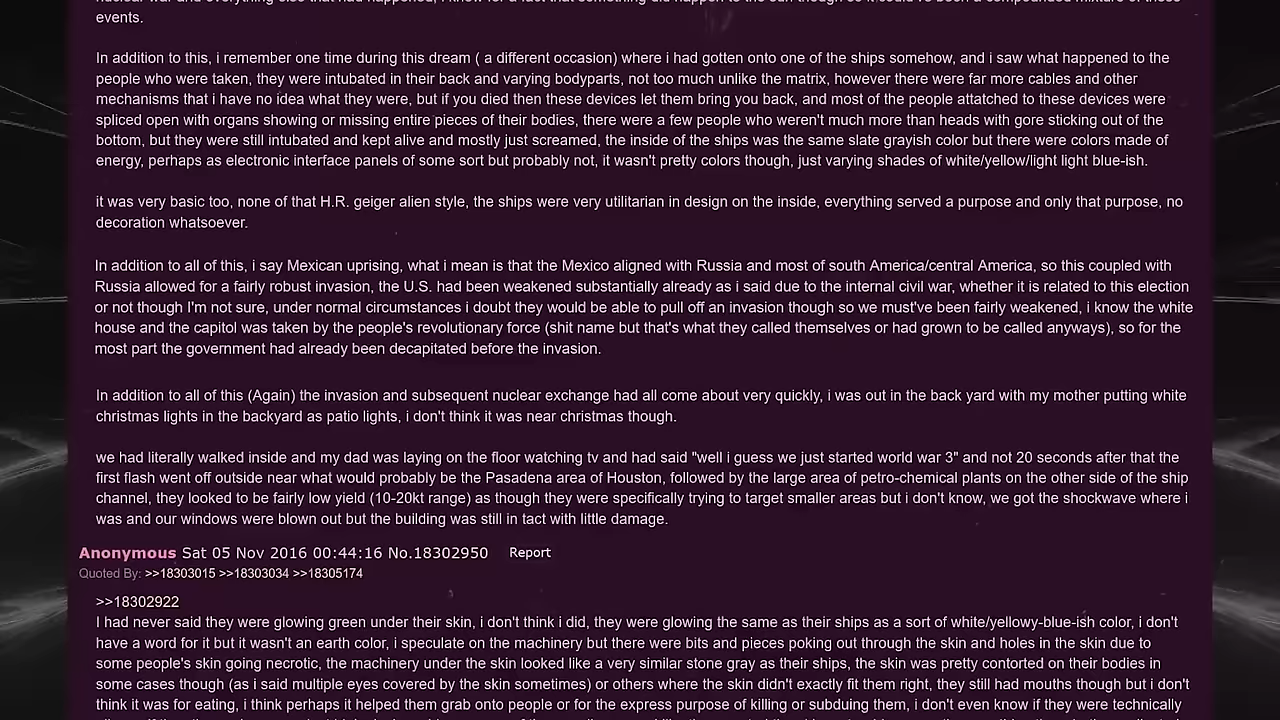 events.
In addition to this, i remember one time during this dream ( a different occasion) where i had gotten onto one of the ships somehow, and i saw what happened to the
people who were taken, they were intubated in their back and varying bodyparts, not too much unlike the matrix, however there were far more cables and other
mechanisms that i have no idea what they were, but if you died then these devices let them bring you back, and most of the people attatched to these devices were
spliced open with organs showing or missing entire pieces of their bodies, there were a few people who weren't much more than heads with gore sticking out of the
bottom, but they were still intubated and kept alive and mostly just screamed, the inside of the ships was the same slate grayish color but there were colors made of
energy, perhaps as electronic interface panels of some sort but probably not, it wasn't pretty colors though, just varying shades of white/yellow/light light blue-ish.
it was very basic too, none of that H.R. geiger alien style, the ships were very utilitarian in design on the inside, everything served a purpose and only that purpose, no
decoration whatsoever.
In addition to all of this, i say Mexican uprising, what i mean is that the Mexico aligned with Russia and most of south America/central America, so this coupled with
Russia allowed for a fairly robust invasion, the U.S. had been weakened substantially already as i said due to the internal civil war, whether it is related to this election
or not though I'm not sure, under normal circumstances i doubt they would be able to pull off an invasion though so we must've been fairly weakened, i know the white
house and the capitol was taken by the people's revolutionary force (shit name but that's what they called themselves or had grown to be called anyways), so for the
most part the government had already been decapitated before the invasion.
In addition to all of this (Again) the invasion and subsequent nuclear exchange had all come about very quickly, i was out in the back yard with my mother putting white
christmas lights in the backyard as patio lights, i don't think it was near christmas though.
we had literally walked inside and my dad was laying on the floor watching tv and had said "well i guess we just started world war 3" and not 20 seconds after that the
first flash went off outside near what would probably be the Pasadena area of Houston, followed by the large area of petro-chemical plants on the other side of the ship
channel, they looked to be fairly low yield (10-20kt range) as though they were specifically trying to target smaller areas but i don't know, we got the shockwave where i
was and our windows were blown out but the building was still in tact with little damage.
Anonymous Sat 05 Nov 2016 00:44:16 No.18302950 Report
Quoted By: >>18303015 >>18303034 >>18305174
>>18302922
I had never said they were glowing green under their skin, i don't think i did, they were glowing the same as their ships as a sort of white/yellowy-blue-ish color, i don't
have a word for it but it wasn't an earth color, i speculate on the machinery but there were bits and pieces poking out through the skin and holes in the skin due to
some people's skin going necrotic, the machinery under the skin looked like a very similar stone gray as their ships, the skin was pretty contorted on their bodies in
some cases though (as i said multiple eyes covered by the skin sometimes) or others where the skin didn't exactly fit them right, they still had mouths though but i don't
think it was for eating, i think perhaps it helped them grab onto people or for the express purpose of killing or subduing them, i don't even know if they were technically